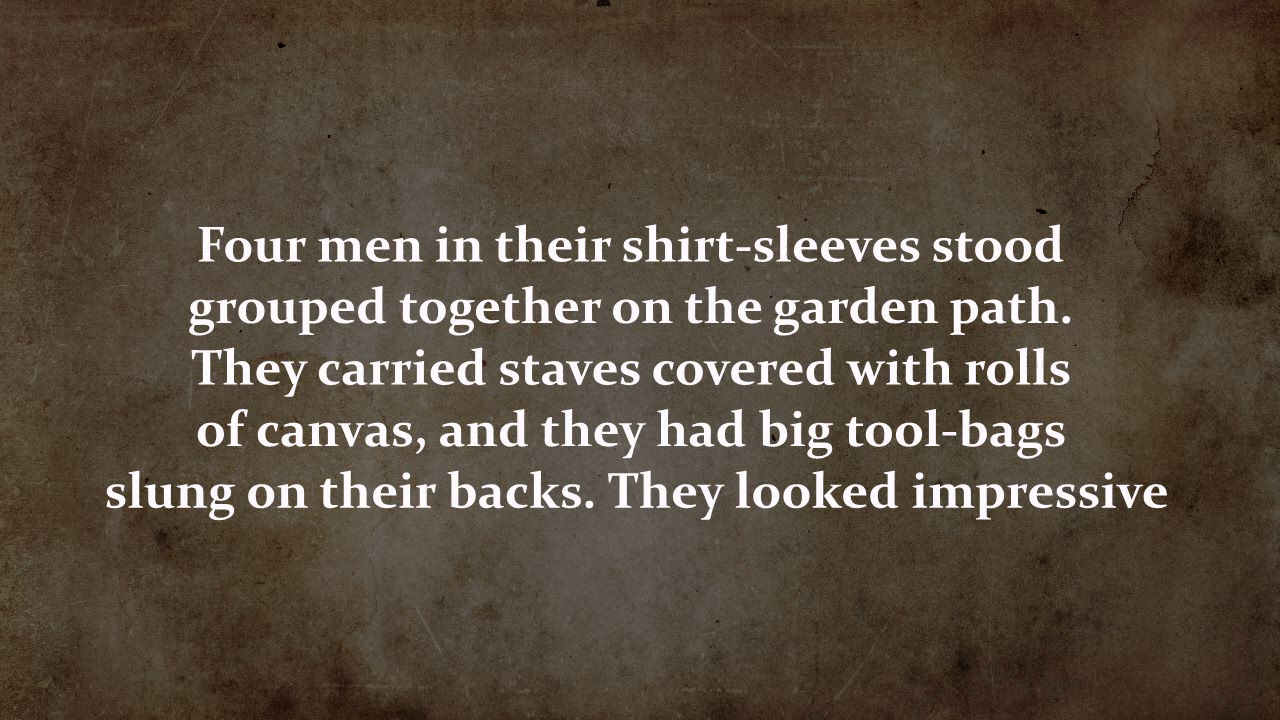 Four men in their shirt-sleeves stood
grouped together on the garden path.
They carried staves covered with rolls
of canvas, and they had big tool-bags
slung on their backs. They looked impressive